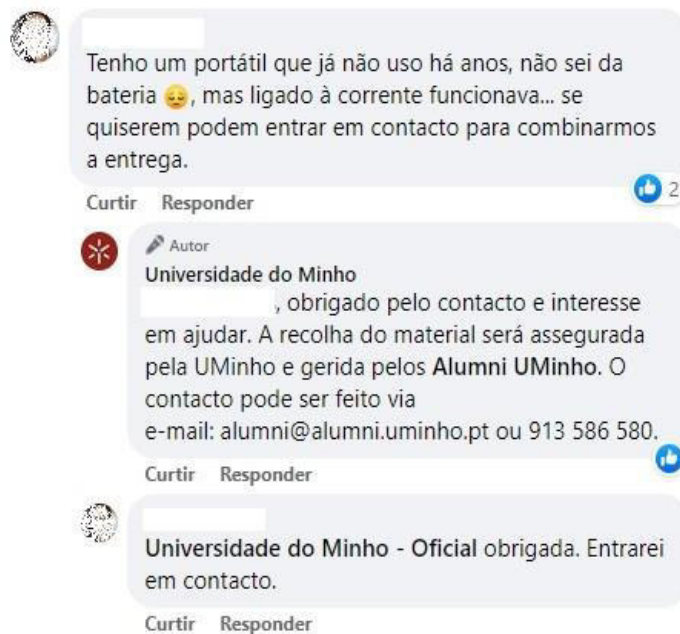 Tenho um portátil que já não uso há anos, não sei da
bateria 😔, mas ligado à corrente funcionava... se
quiserem podem entrar em contacto para combinarmos
a entrega.
2
Curtir Responder
Autor
Universidade do Minho
, obrigado pelo contacto e interesse
em ajudar. A recolha do material será assegurada
pela UMinho e gerida pelos Alumni UMinho. O
contacto pode ser feito via
e-mail: alumni@alumni.uminho.pt ou 913 586 580.
Curtir Responder
Universidade do Minho - Oficial obrigada. Entrarei
em contacto.
Curtir Responder